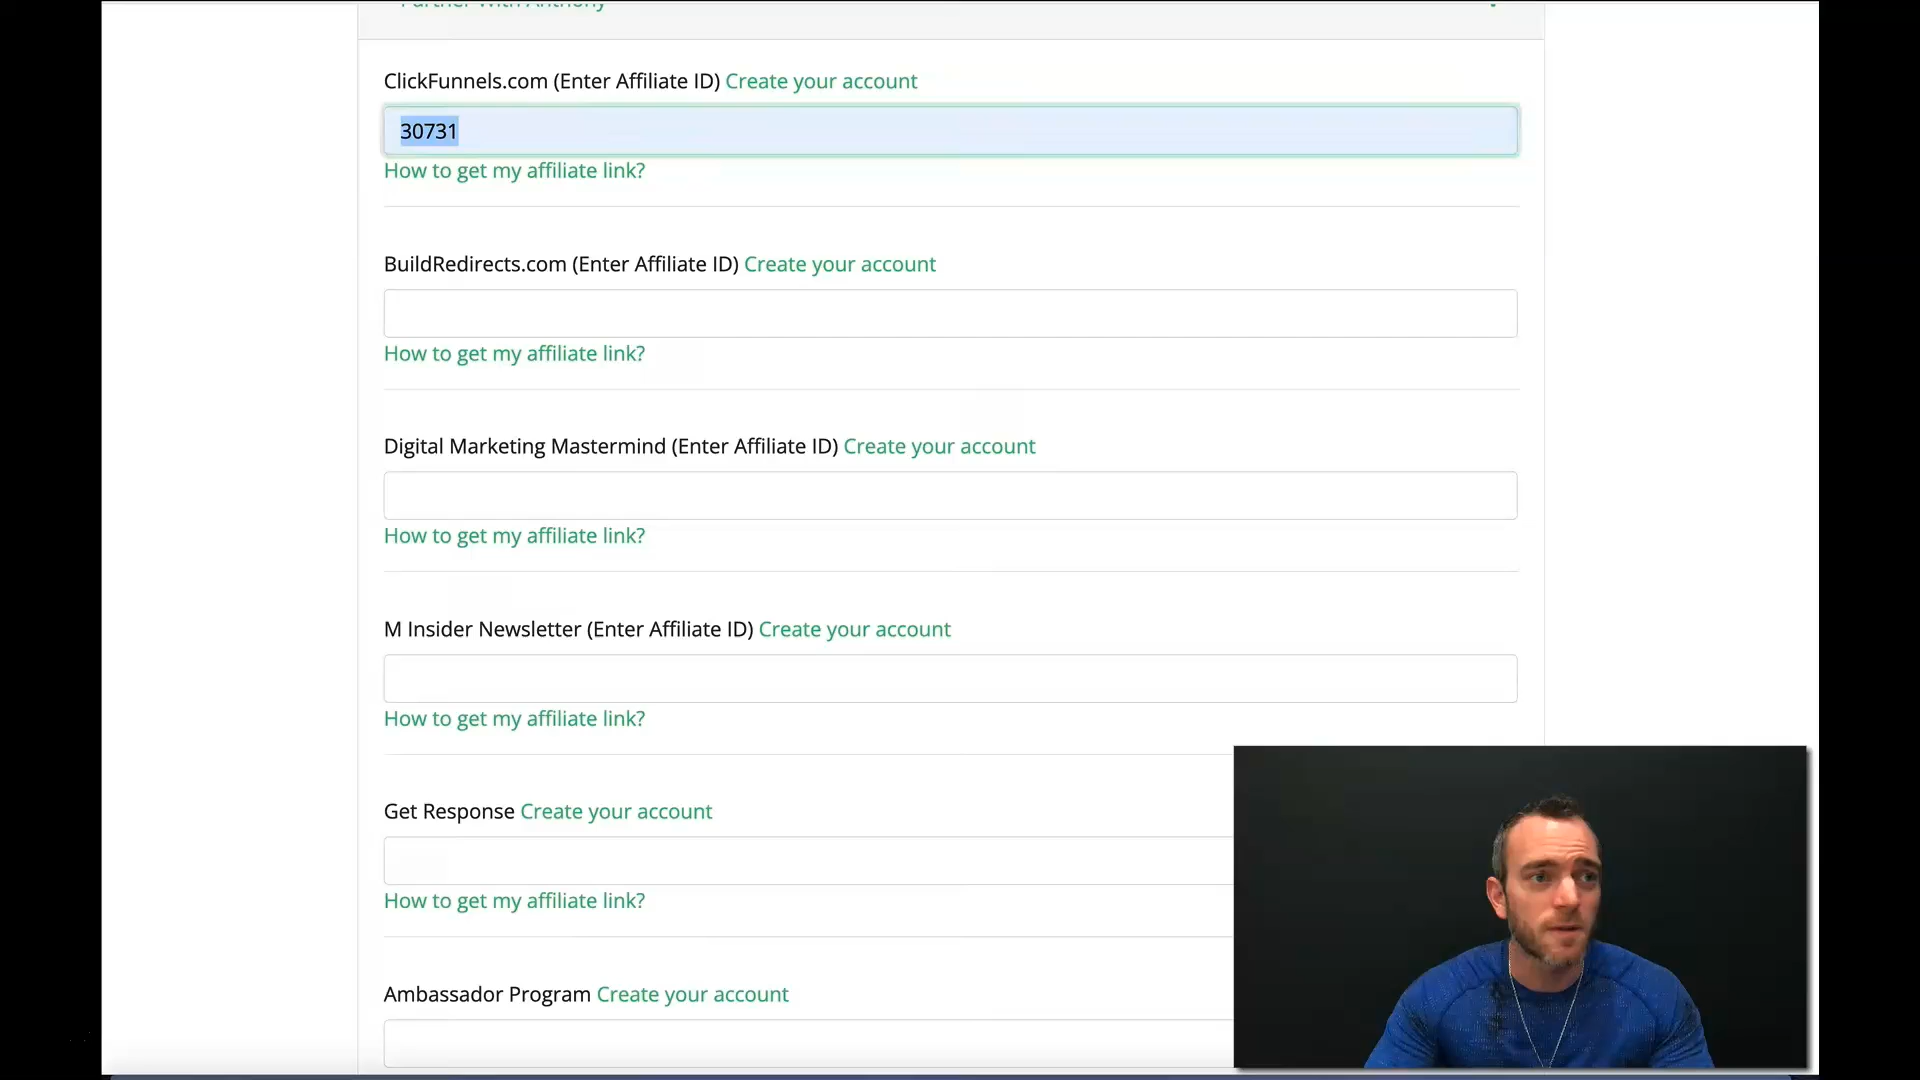 Partner With Anthony
ClickFunnels.com (Enter Affiliate ID) Create your account
30731
How to get my affiliate link?
BuildRedirects.com (Enter Affiliate ID) Create your account
How to get my affiliate link?
Digital Marketing Mastermind (Enter Affiliate ID) Create your account
How to get my affiliate link?
M Insider Newsletter (Enter Affiliate ID) Create your account
How to get my affiliate link?
Get Response Create your account
How to get my affiliate link?
Ambassador Program Create your account